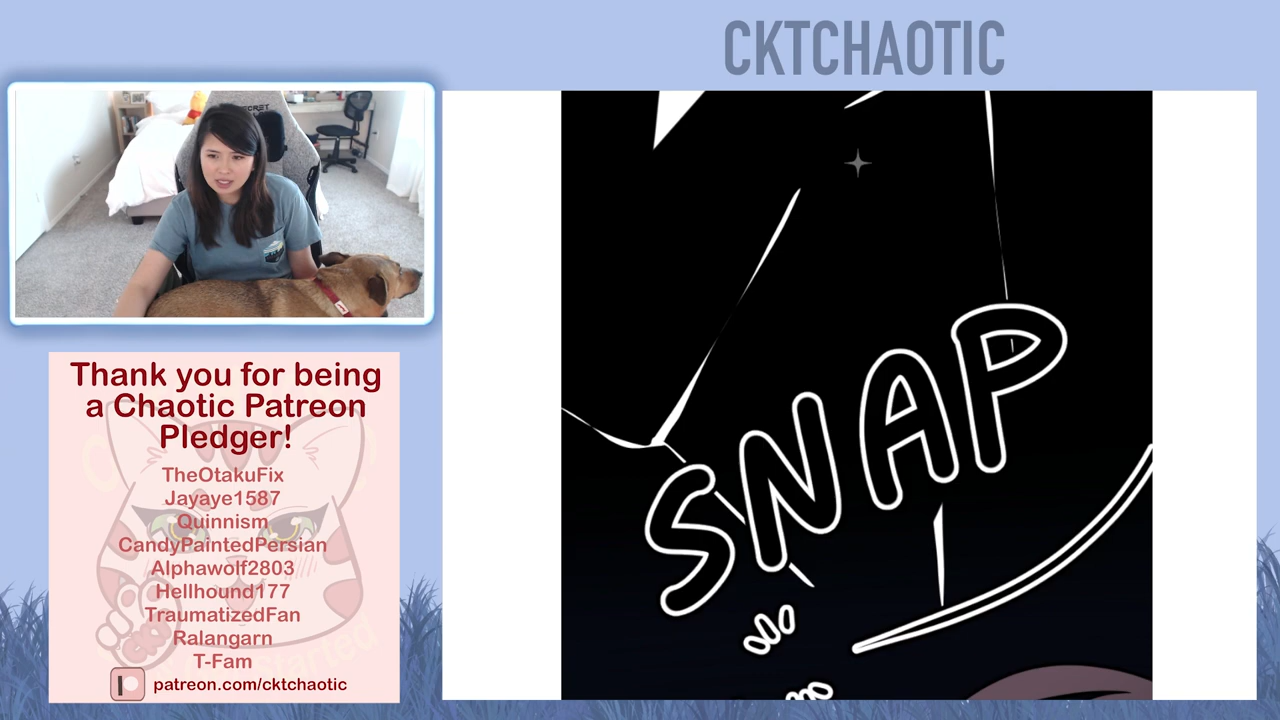 CKTCHAOTIC
SECRET
SNAP
Thank you for being
a Chaotic Patreon
Pledger!
TheOtakuFix
Jayaye1587
Quinnism
CandyPaintedPersian
Alphawolf2803
Hellhound177
TraumatizedFan
Ralangarn
T-Fam
patreon.com/cktchaotic